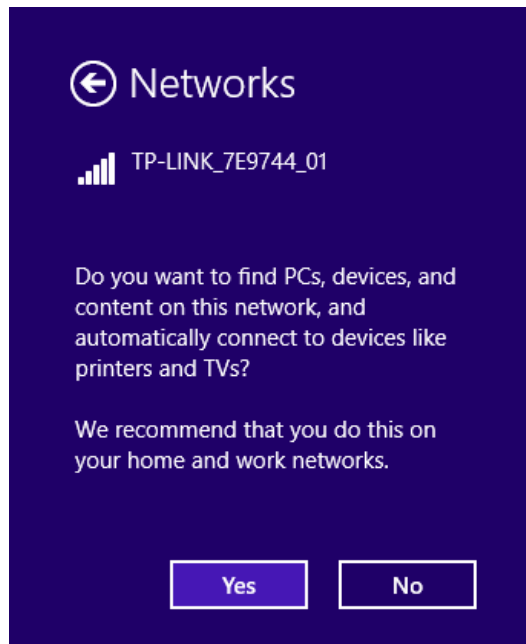 Networks
TP-LINK_7E9744_01
Do you want to find PCs, devices, and
content on this network, and
automatically connect to devices like
printers and TVs?
We recommend that you do this on
your home and work networks.
Yes No